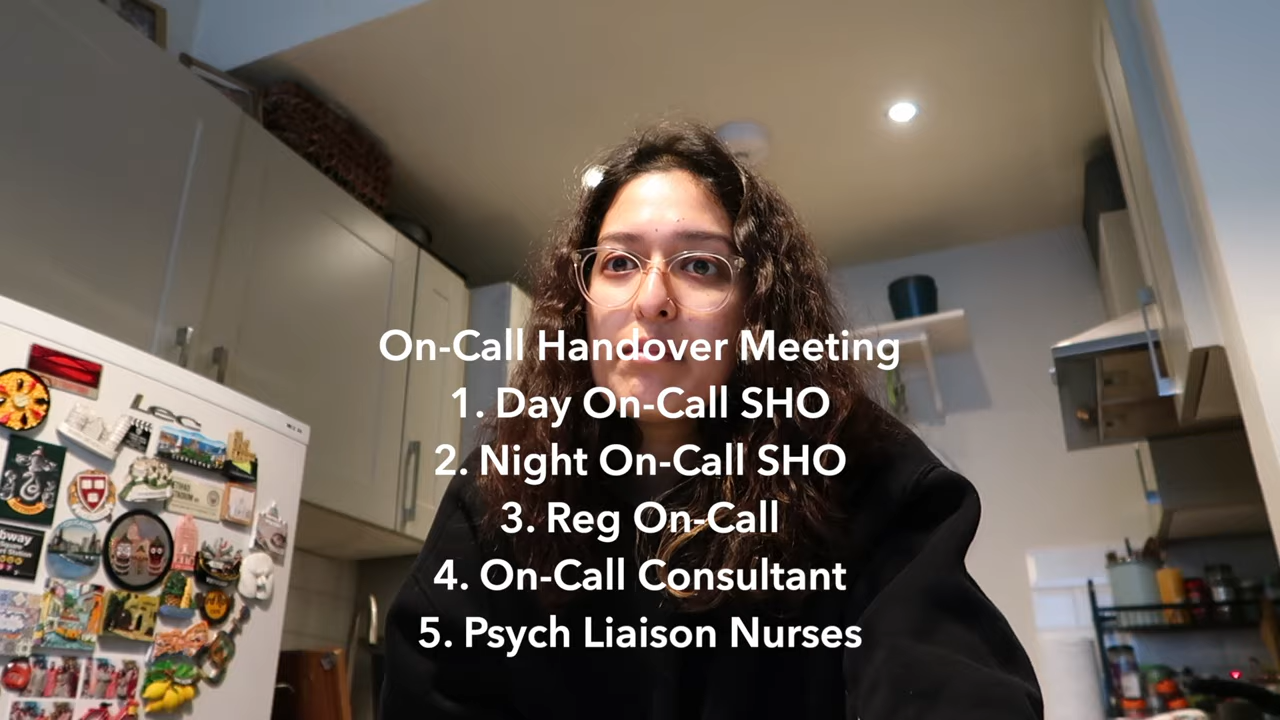 On-Call Handover Meeting
1. Day On-Call SHO
2. Night On-Call SHO
3. Reg On-Call
4. On-Call Consultant
5. Psych Liaison Nurses